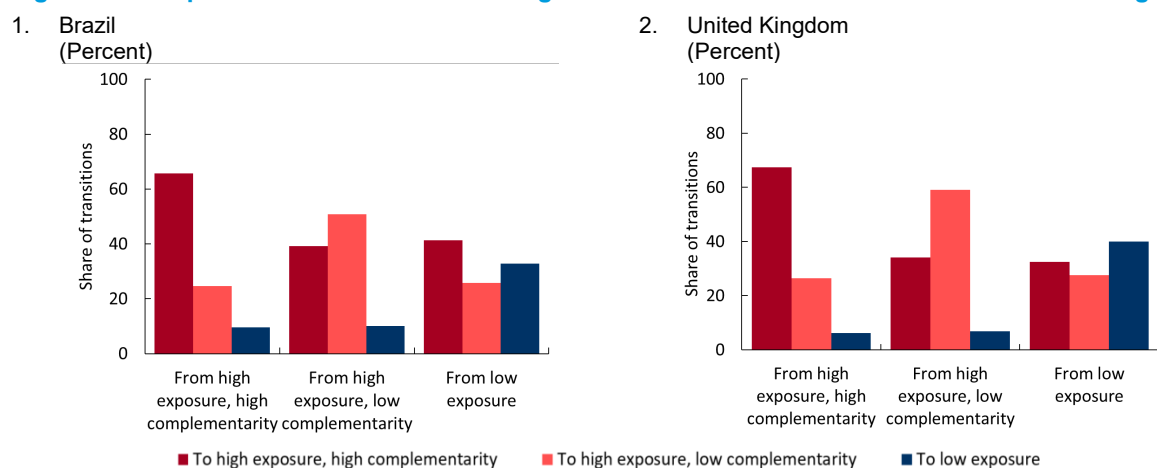 1. Brazil
(Percent)
100
80
60
40
20
0
Share of transitions
From high
exposure, high
complementarity
From high
exposure, low
complementarity
From low
exposure
2. United Kingdom
(Percent)
100
80
60
40
20
0
Share of transitions
From high
exposure, high
complementarity
From high
exposure, low
complementarity
From low
exposure
To high exposure, high complementarity
To high exposure, low complementarity
To low exposure